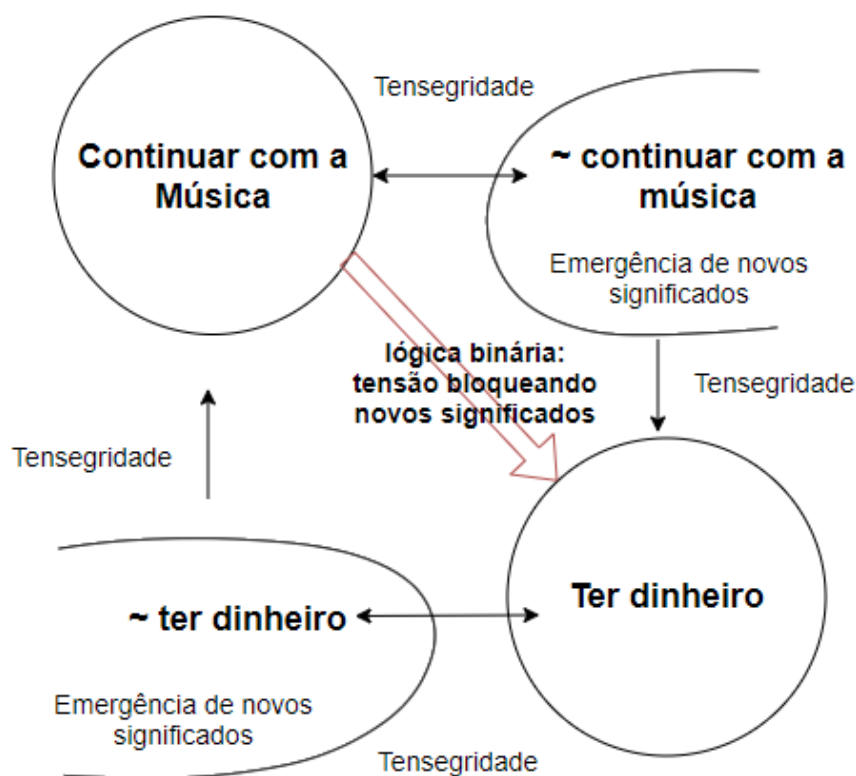 Tensegridade
Continuar com a
Música
~ continuar com a
música
Emergência de novos
significados
lógica binária:
tensão bloqueando
novos significados
Tensegridade
Tensegridade
Ter dinheiro
~ ter dinheiro
Emergência de novos
significados
Tensegridade